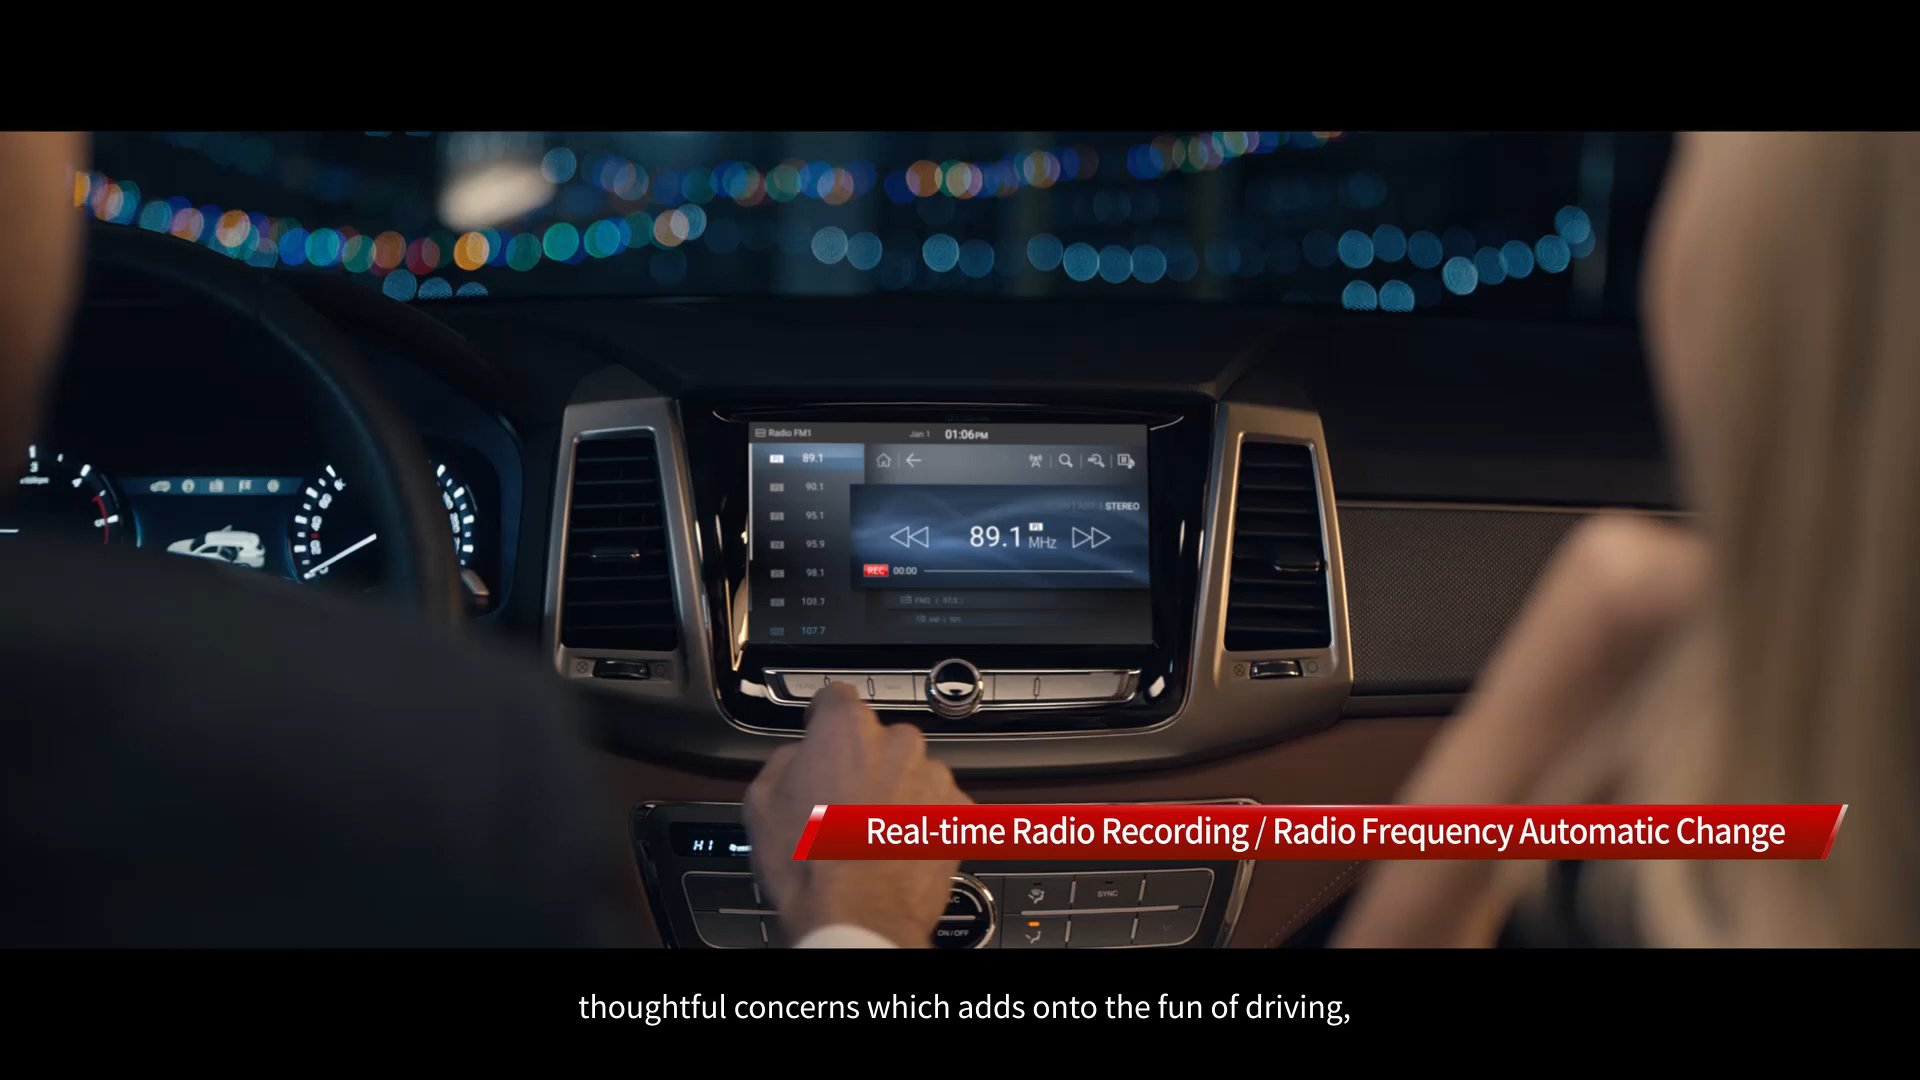 Radio FM1
Jan 1
01:06PM
89.1
90.1
95.1
95.9
98.1
107.7
STEREO
89.1 MHz
REC 00:00
HI
SYNC
ON/OFF
Real-time Radio Recording / Radio Frequency Automatic Change
thoughtful concerns which adds onto the fun of driving,